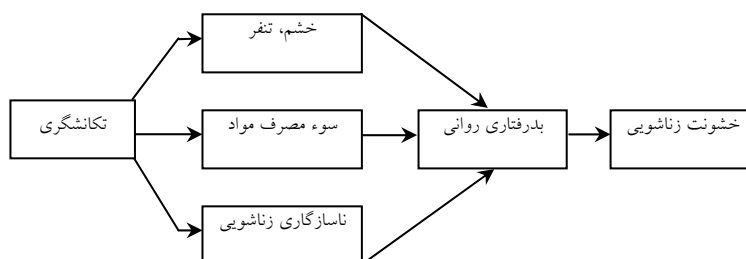 خشم، تنفر
تکانشگری
سوء مصرف مواد
بدرفتاری روانی
خشونت زناشویی
ناسازگاری زناشویی